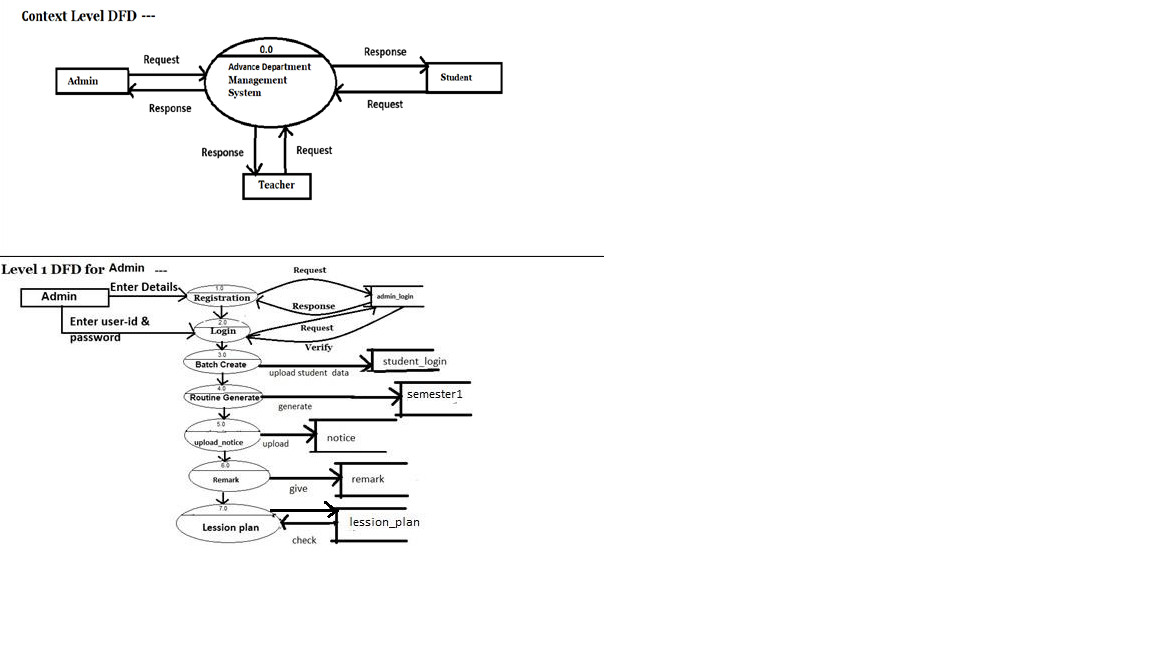 Context Level DFD ---
0.0
Advance Department
Management
System
Request
Admin
Response
Response
Student
Request
Response
Request
Teacher
Level 1 DFD for Admin ---
Request
Enter Details
1.0
Registration
Admin
admin_login
Response
Enter user-id &
password
2.0
Login
Request
Verify
3.0
Batch Create
upload student data
student_login
4.0
Routine Generate
generate
semester1
5.0
upload_notice
upload
notice
6.0
Remark
give
remark
7.0
Lession plan
lession_plan
check